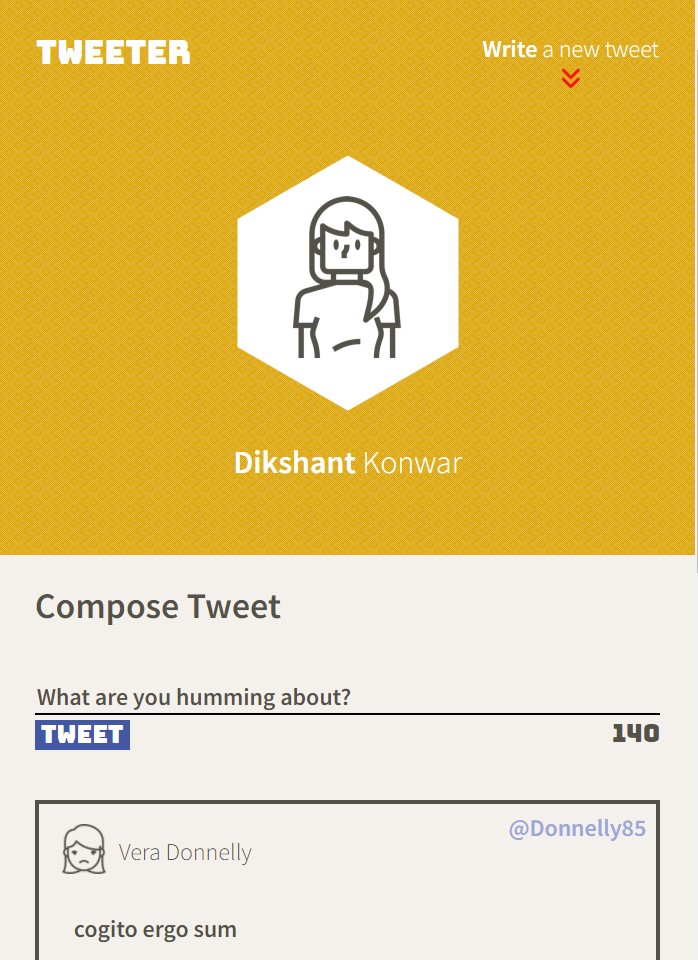 TWEETER
Write a new tweet
Dikshant Konwar
Compose Tweet
What are you humming about?
TWEET
140
@Donnelly85
Vera Donnelly
cogito ergo sum